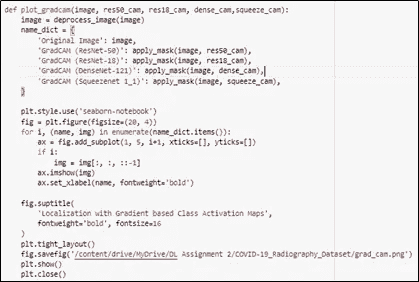 def plot_gradcam(image, res50_cam, res18_cam, dense_cam,squeeze_cam):
image = deprocess_image(image)
name_dict = {
'Original Image': image,
'GradCAM (ResNet-50)': apply_mask(image, res50_cam),
'GradCAM (ResNet-18)': apply_mask(image, res18_cam),
'GradCAM (DenseNet-121)': apply_mask(image, dense_cam),
'GradCAM (Squeezenet 1_1)': apply_mask(image, squeeze_cam),
}
plt.style.use('seaborn-notebook')
fig = plt.figure(figsize=(20, 4))
for i, (name, img) in enumerate(name_dict.items()):
ax = fig.add_subplot(1, 5, i+1, xticks=[], yticks=[])
if i:
img = img[:, :, ::-1]
ax.imshow(img)
ax.set_xlabel(name, fontweight='bold')
fig.suptitle(
'Localization with Gradient based Class Activation Maps',
fontweight='bold', fontsize=16
)
plt.tight_layout()
fig.savefig('/content/drive/MyDrive/DL Assignment 2/COVID-19_Radiography_Dataset/grad_cam.png')
plt.show()
plt.close()